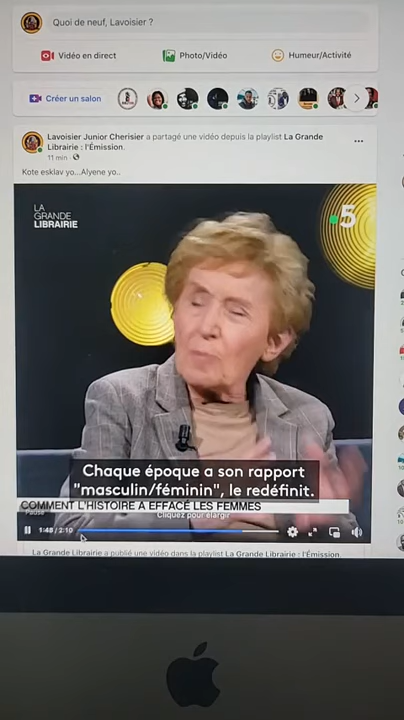 Quoi de neuf, Lavoisier ?
Vidéo en direct
Photo/Vidéo
Humeur/Activité
Créer un salon
Lavoisier Junior Cherisier a partagé une vidéo depuis la playlist La Grande
Librairie : l'Émission.
11 min
Kote esklav yo...Alyene yo..
LA
GRANDE
LIBRAIRIE
5
Chaque époque a son rapport
"masculin/féminin", le redéfinit.
COMMENT L'HISTOIRE A EFFACÉ LES FEMMES
Pause
Cliquez pour élargir
1:48 / 2:10
La Grande Librairie a publié une vidéo dans la playlist La Grande Librairie : l'Émission.